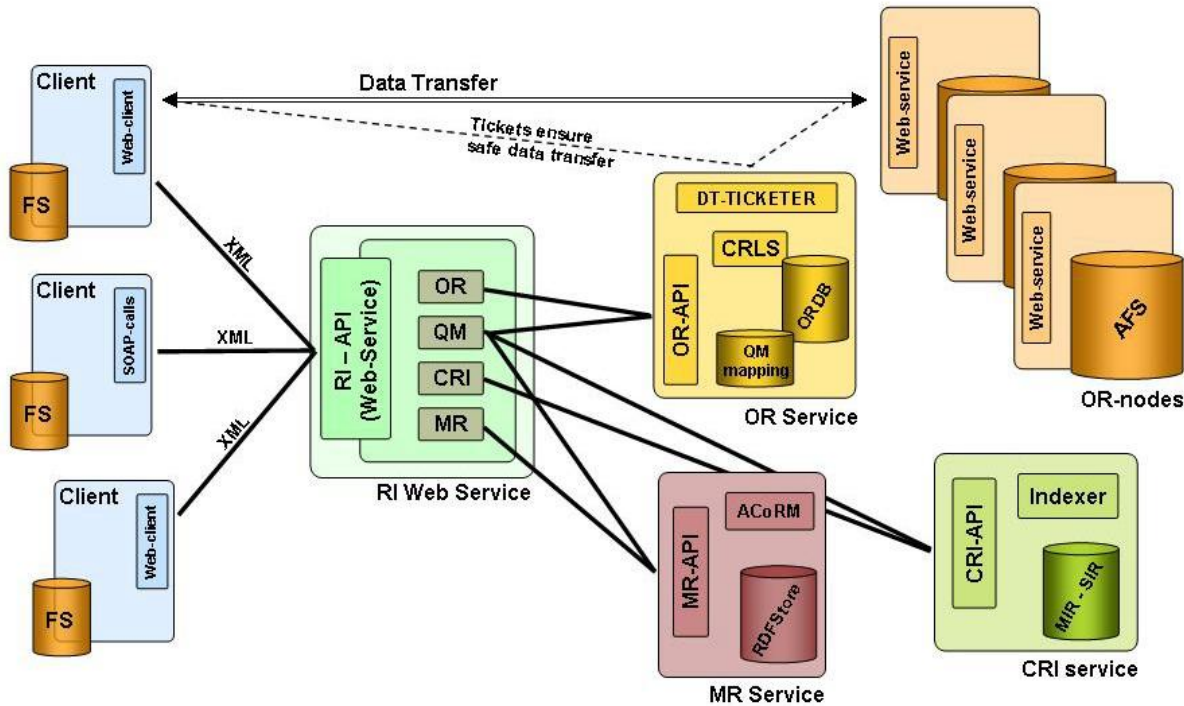 Client
Web-client
FS
Data Transfer
Tickets ensure
safe data transfer
Web-service
Web-service
Web-service
AFS
OR-nodes
XML
Client
SOAP-calls
FS
XML
Client
Web-client
FS
XML
RI – API
(Web-Service)
OR
QM
CRI
MR
RI Web Service
DT-TICKETER
CRLS
OR-API
ORDB
QM
mapping
OR Service
ACoRM
MR-API
RDFStore
MR Service
Indexer
CRI-API
MIR - SIR
CRI service